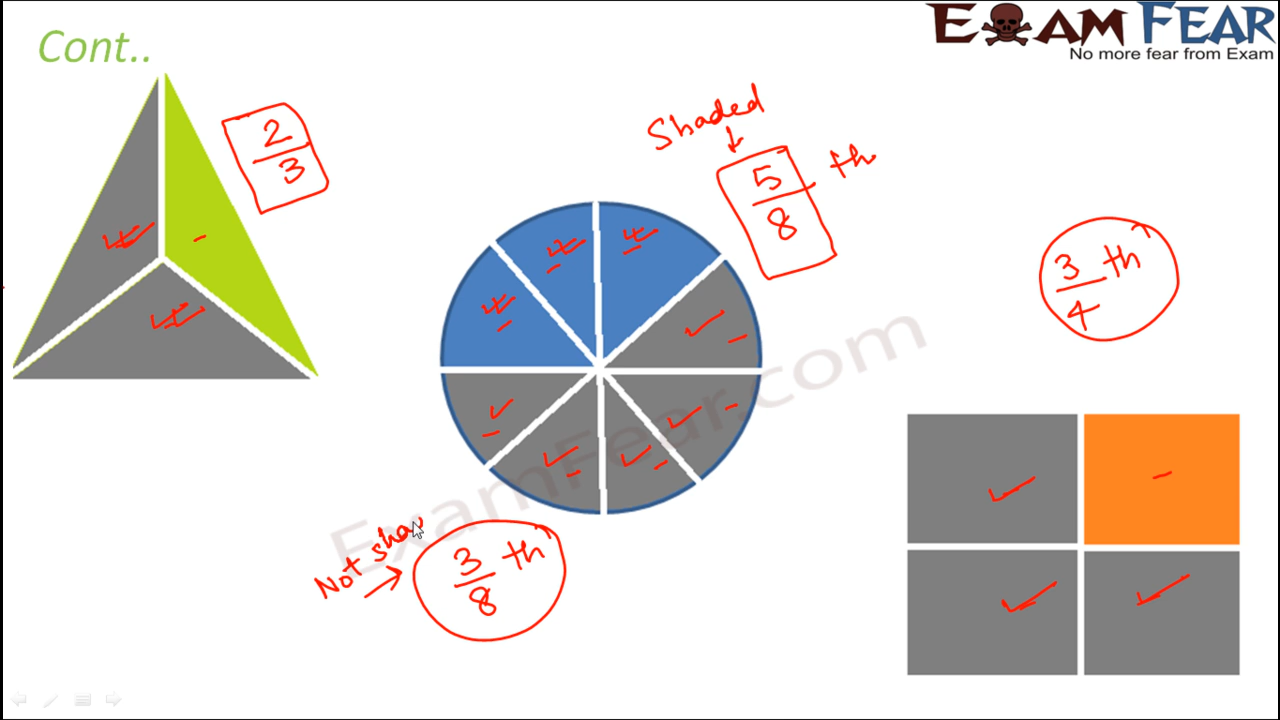 Cont..
EXAM FEAR
No more fear from Exam
2
3
Shaded
5
8
th
3
4
th
ExamFear.com
Not sha
3
8
th